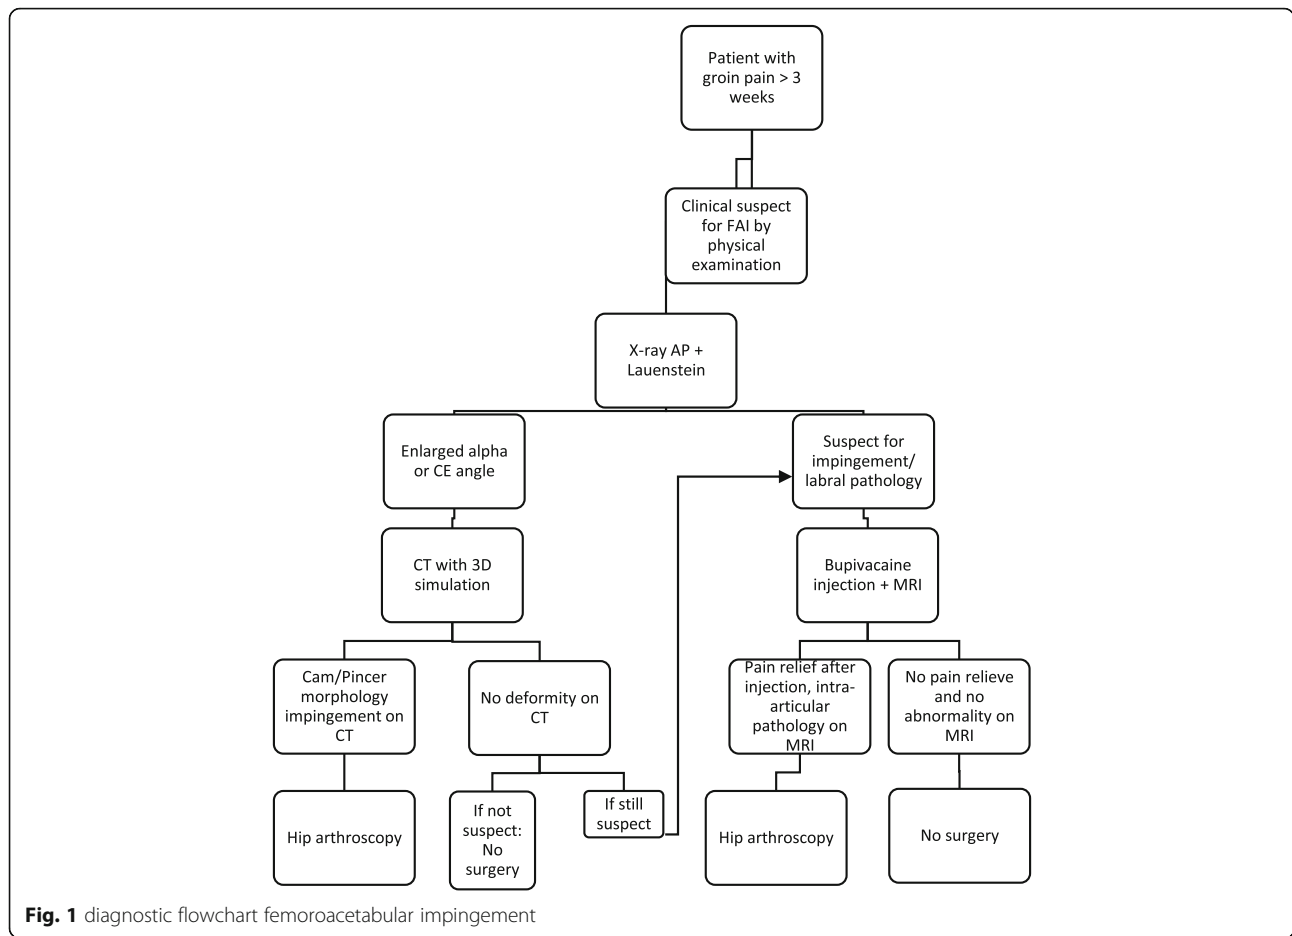 Patient with
groin pain > 3
weeks
Clinical suspect
for FAI by
physical
examination
X-ray AP +
Lauenstein
Enlarged alpha
or CE angle
Suspect for
impingement/
labral pathology
CT with 3D
simulation
Bupivacaine
injection + MRI
Cam/Pincer
morphology
impingement on
CT
No deformity on
CT
Pain relief after
injection, intra-
articular
pathology on
MRI
No pain relieve
and no
abnormality on
MRI
Hip arthroscopy
If not
suspect:
No
surgery
If still
suspect
Hip arthroscopy
No surgery
Fig. 1 diagnostic flowchart femoroacetabular impingement